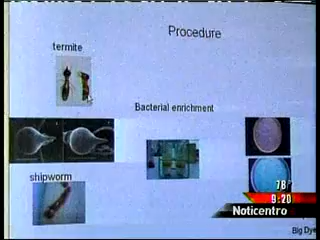 Procedure
termite
Bacterial enrichment
shipworm
78°
9:20
Noticentro
Big Dye